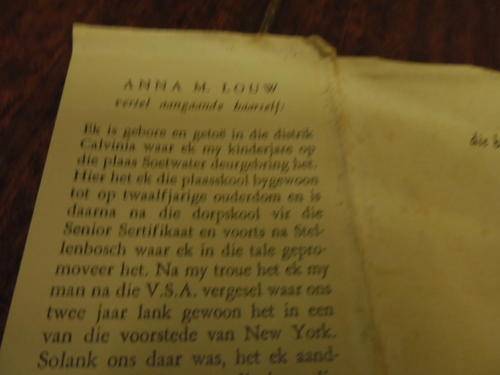 ANNA M. LOUW
vertel aangaande haarself:
Ek is gebore en getoë in die distrik
Calvinia waar ek my kinderjare op
die plaas Soetwater deurgebring het.
Hier het ek die plaasskool bygewoon
tot op twaalfjarige ouderdom en is
daarna na die dorpskool vir die
Senior Sertifikaat en voorts na Stel-
lenbosch waar ek in die tale gepro-
moveer het. Na my troue het ek my
man na die V.S.A. vergesel waar ons
twee jaar lank gewoon het in een
van die voorstede van New York.
Solank ons daar was, het ek aand-
die b